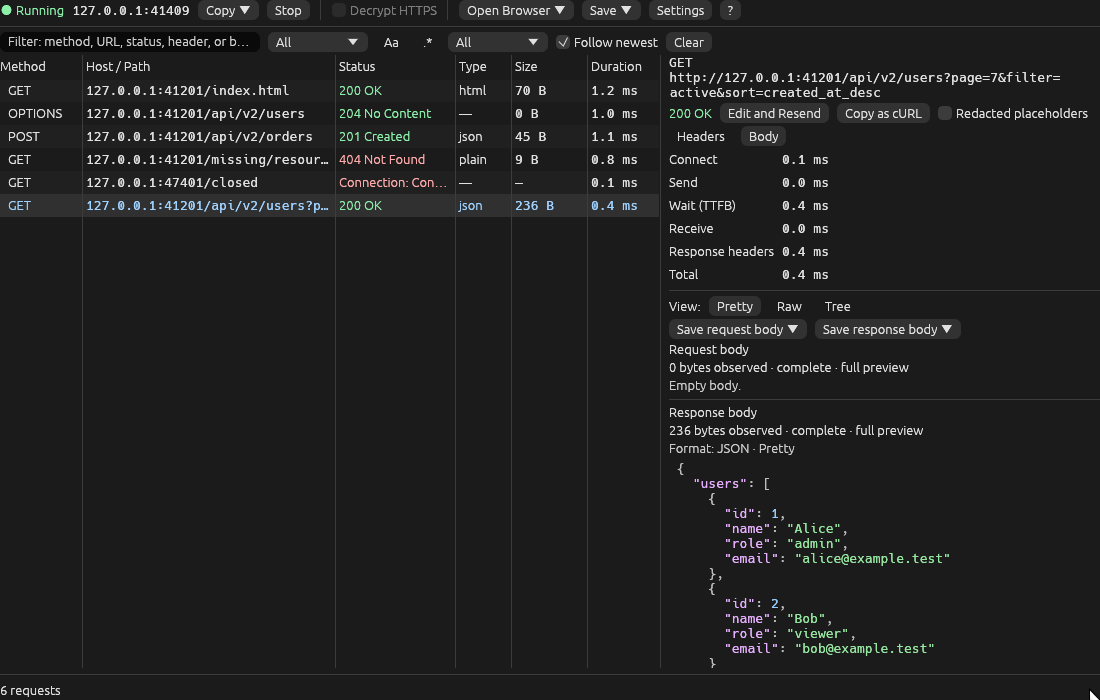 Running 127.0.0.1:41409 Copy ▼ Stop Decrypt HTTPS Open Browser ▼ Save ▼ Settings ?
Filter: method, URL, status, header, or b… All ▼ Aa .* All ▼ Follow newest Clear
Method Host / Path Status Type Size Duration
GET 127.0.0.1:41201/index.html 200 OK html 70 B 1.2 ms
OPTIONS 127.0.0.1:41201/api/v2/users 204 No Content — 0 B 1.0 ms
POST 127.0.0.1:41201/api/v2/orders 201 Created json 45 B 1.1 ms
GET 127.0.0.1:41201/missing/resour… 404 Not Found plain 9 B 0.8 ms
GET 127.0.0.1:47401/closed Connection: Con… — — 0.1 ms
GET 127.0.0.1:41201/api/v2/users?p… 200 OK json 236 B 0.4 ms
GET
http://127.0.0.1:41201/api/v2/users?page=7&filter=
active&sort=created_at_desc
200 OK Edit and Resend Copy as cURL Redacted placeholders
Headers Body
Connect 0.1 ms
Send 0.0 ms
Wait (TTFB) 0.4 ms
Receive 0.0 ms
Response headers 0.4 ms
Total 0.4 ms
View: Pretty Raw Tree
Save request body ▼ Save response body ▼
Request body
0 bytes observed · complete · full preview
Empty body.
Response body
236 bytes observed · complete · full preview
Format: JSON · Pretty
{
"users": [
{
"id": 1,
"name": "Alice",
"role": "admin",
"email": "alice@example.test"
},
{
"id": 2,
"name": "Bob",
"role": "viewer",
"email": "bob@example.test"
}
6 requests